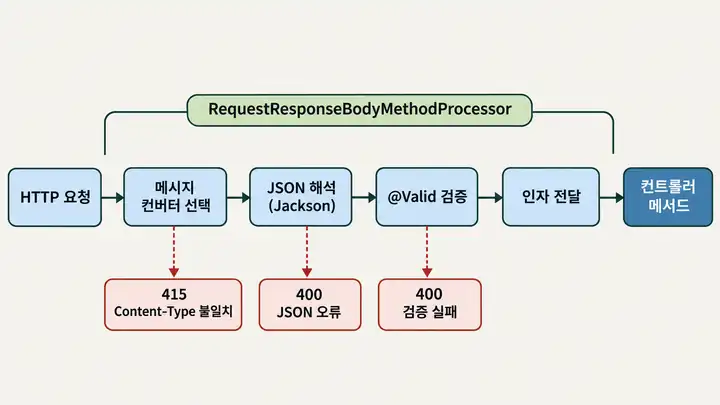 RequestResponseBodyMethodProcessor
HTTP 요청
메시지
컨버터 선택
JSON 해석
(Jackson)
@Valid 검증
인자 전달
컨트롤러
메서드
415
Content-Type 불일치
400
JSON 오류
400
검증 실패